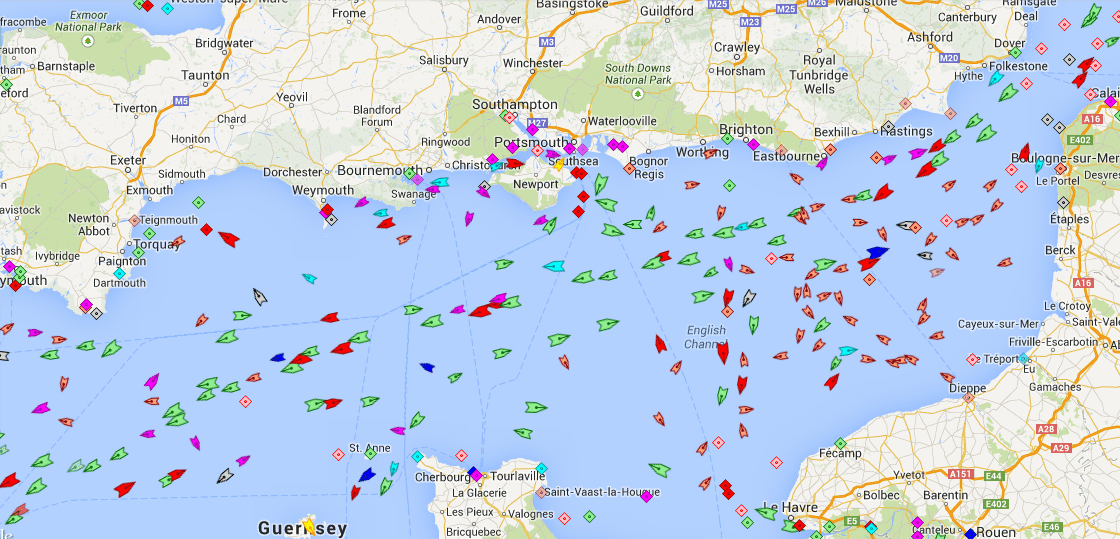 Weston-super-Mare
Basingstoke
M25
M25
M26
Maidstone
Ramsgate
Exmoor
National Park
Frome
Andover
Guildford
M23
Canterbury
Deal
Ilfracombe
Bridgwater
M3
Crawley
Ashford
Dover
Barnstaple
Salisbury
Winchester
South Downs
National Park
Horsham
Royal
Tunbridge
Wells
M20
Folkestone
Hythe
Taunton
M5
Yeovil
Southampton
Calais
Tiverton
Chard
Blandford
Forum
M27
Waterlooville
A16
Honiton
Ringwood
Portsmouth
Brighton
Bexhill
Hastings
E402
Exeter
Sidmouth
Dorchester
Bournemouth
Christchurch
Southsea
Bognor
Regis
Worthing
Eastbourne
Boulogne-sur-Mer
Desvres
Exmouth
Weymouth
Swanage
Newport
Le Portel
Tavistock
Newton
Abbot
Teignmouth
Étaples
Torquay
Ivybridge
Paignton
Berck
Plymouth
Dartmouth
A16
Le Crotoy
English
Channel
Cayeux-sur-Mer
Saint-Valery
Friville-Escarbotin
Le Tréport
Eu
Gamaches
Dieppe
A28
St. Anne
A29
Fécamp
Cherbourg
Tourlaville
Yvetot
A151
E44
La Glacerie
Saint-Vaast-la-Hougue
Bolbec
Barentin
Les Pieux
Valognes
Le Havre
E402
Guernsey
Bricquebec
E5
Canteleu
Rouen
E46